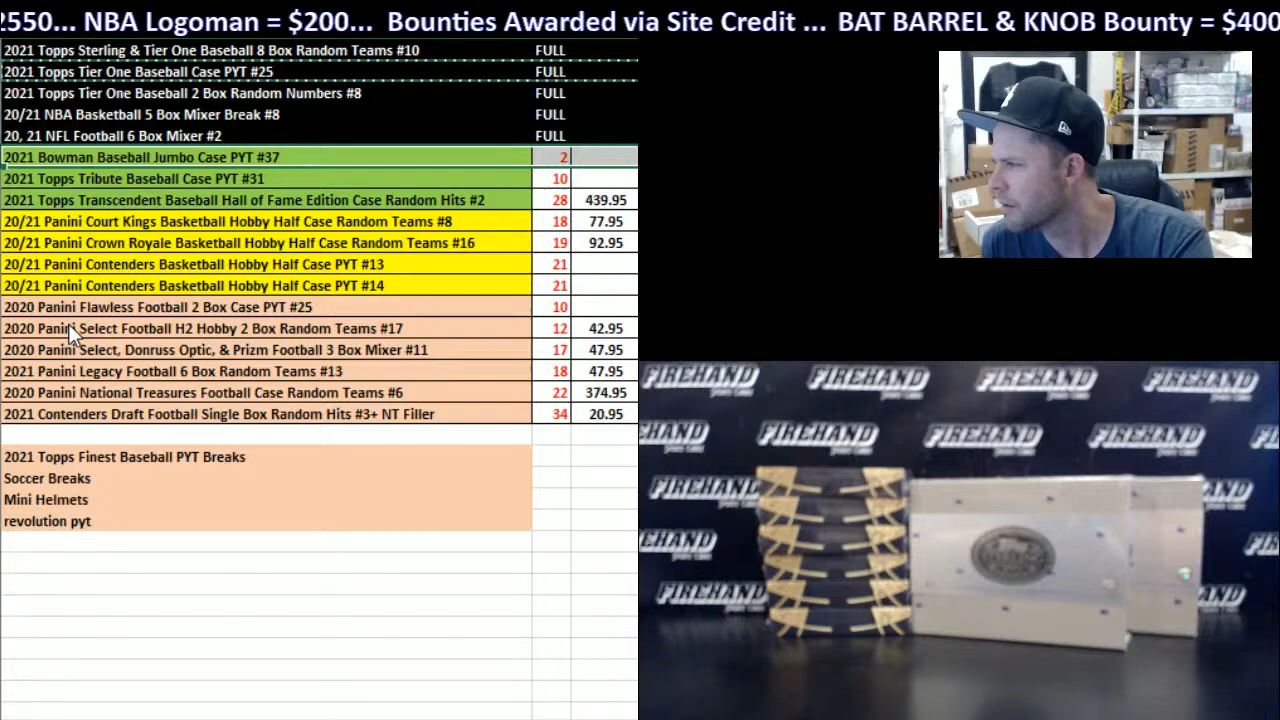 2550... NBA Logoman = $200... Bounties Awarded via Site Credit ... BAT BARREL & KNOB Bounty = $400
2021 Topps Sterling & Tier One Baseball 8 Box Random Teams #10 FULL
2021 Topps Tier One Baseball Case PYT #25 FULL
2021 Topps Tier One Baseball 2 Box Random Numbers #8 FULL
20/21 NBA Basketball 5 Box Mixer Break #8 FULL
20, 21 NFL Football 6 Box Mixer #2 FULL
2021 Bowman Baseball Jumbo Case PYT #37 2
2021 Topps Tribute Baseball Case PYT #31 10
2021 Topps Transcendent Baseball Hall of Fame Edition Case Random Hits #2 28 439.95
20/21 Panini Court Kings Basketball Hobby Half Case Random Teams #8 18 77.95
20/21 Panini Crown Royale Basketball Hobby Half Case Random Teams #16 19 92.95
20/21 Panini Contenders Basketball Hobby Half Case PYT #13 21
20/21 Panini Contenders Basketball Hobby Half Case PYT #14 21
2020 Panini Flawless Football 2 Box Case PYT #25 10
2020 Panini Select Football H2 Hobby 2 Box Random Teams #17 12 42.95
2020 Panini Select, Donruss Optic, & Prizm Football 3 Box Mixer #11 17 47.95
2021 Panini Legacy Football 6 Box Random Teams #13 18 47.95
2020 Panini National Treasures Football Case Random Teams #6 22 374.95
2021 Contenders Draft Football Single Box Random Hits #3+ NT Filler 34 20.95
2021 Topps Finest Baseball PYT Breaks
Soccer Breaks
Mini Helmets
revolution pyt
FIREHAND FIREHAND FIREHAND FIREHAND
FIREHAND FIREHAND FIREHAND
FIREHAND FIREHAND
FIREHAND
FIREHAND FIREHAND